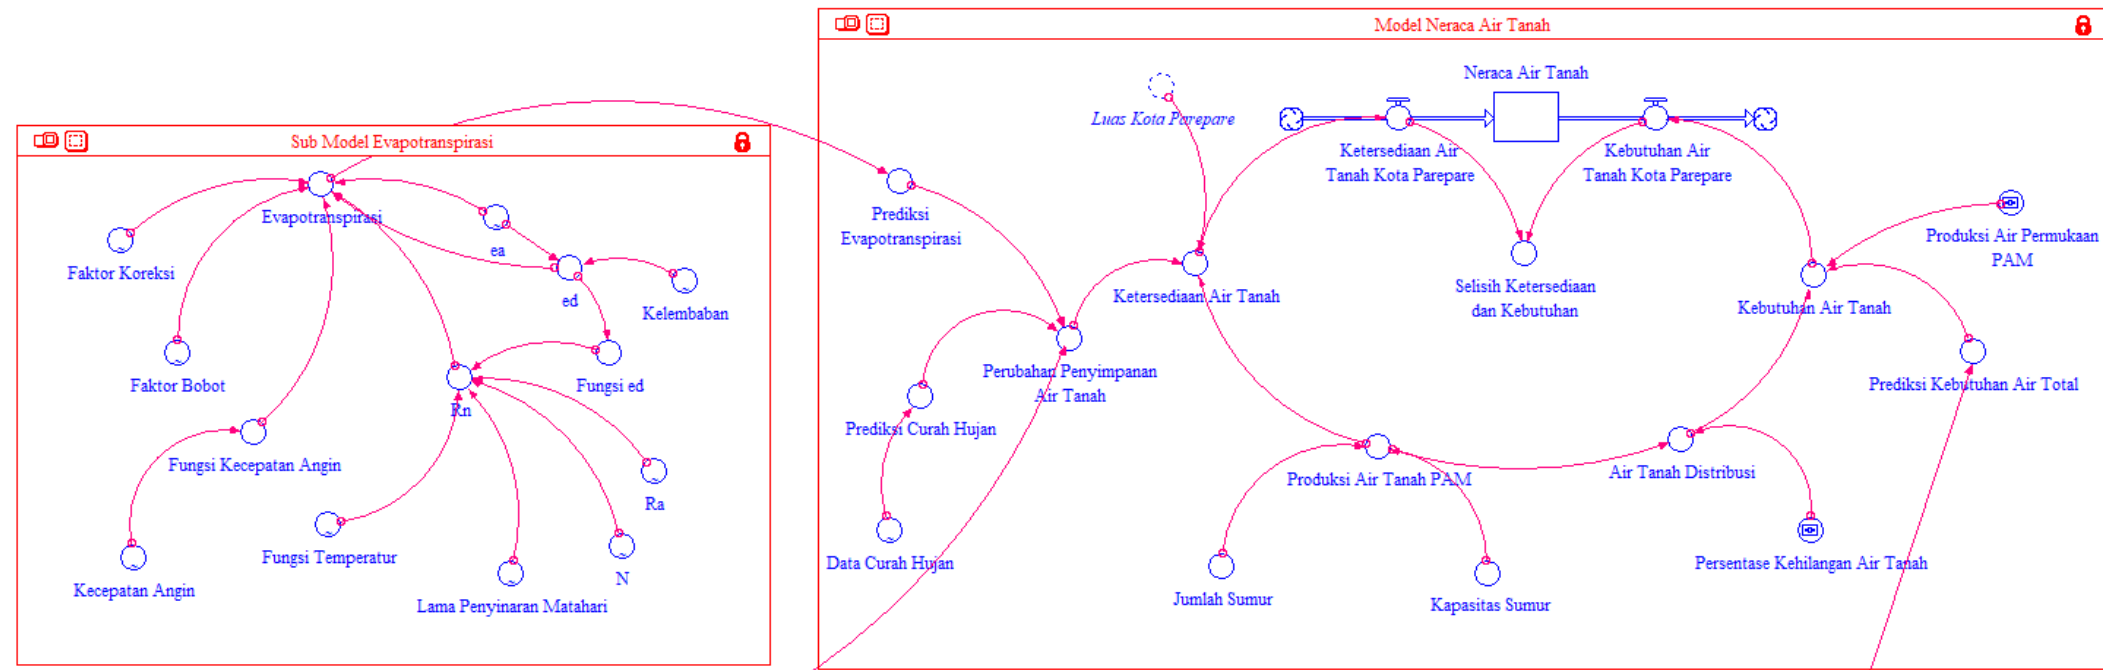 Sub Model Evapotranspirasi
Evapotranspirasi
ea
Faktor Koreksi
ed
Kelembaban
Faktor Bobot
Fungsi ed
Rn
Fungsi Kecepatan Angin
Ra
Fungsi Temperatur
N
Kecepatan Angin
Lama Penyinaran Matahari
Model Neraca Air Tanah
Neraca Air Tanah
Luas Kota Parepare
Ketersediaan Air
Tanah Kota Parepare
Kebutuhan Air
Tanah Kota Parepare
Prediksi
Evapotranspirasi
Produksi Air Permukaan
PAM
Ketersediaan Air Tanah
Selisih Ketersediaan
dan Kebutuhan
Kebutuhan Air Tanah
Perubahan Penyimpanan
Air Tanah
Prediksi Kebutuhan Air Total
Prediksi Curah Hujan
Produksi Air Tanah PAM
Air Tanah Distribusi
Data Curah Hujan
Persentase Kehilangan Air Tanah
Jumlah Sumur
Kapasitas Sumur